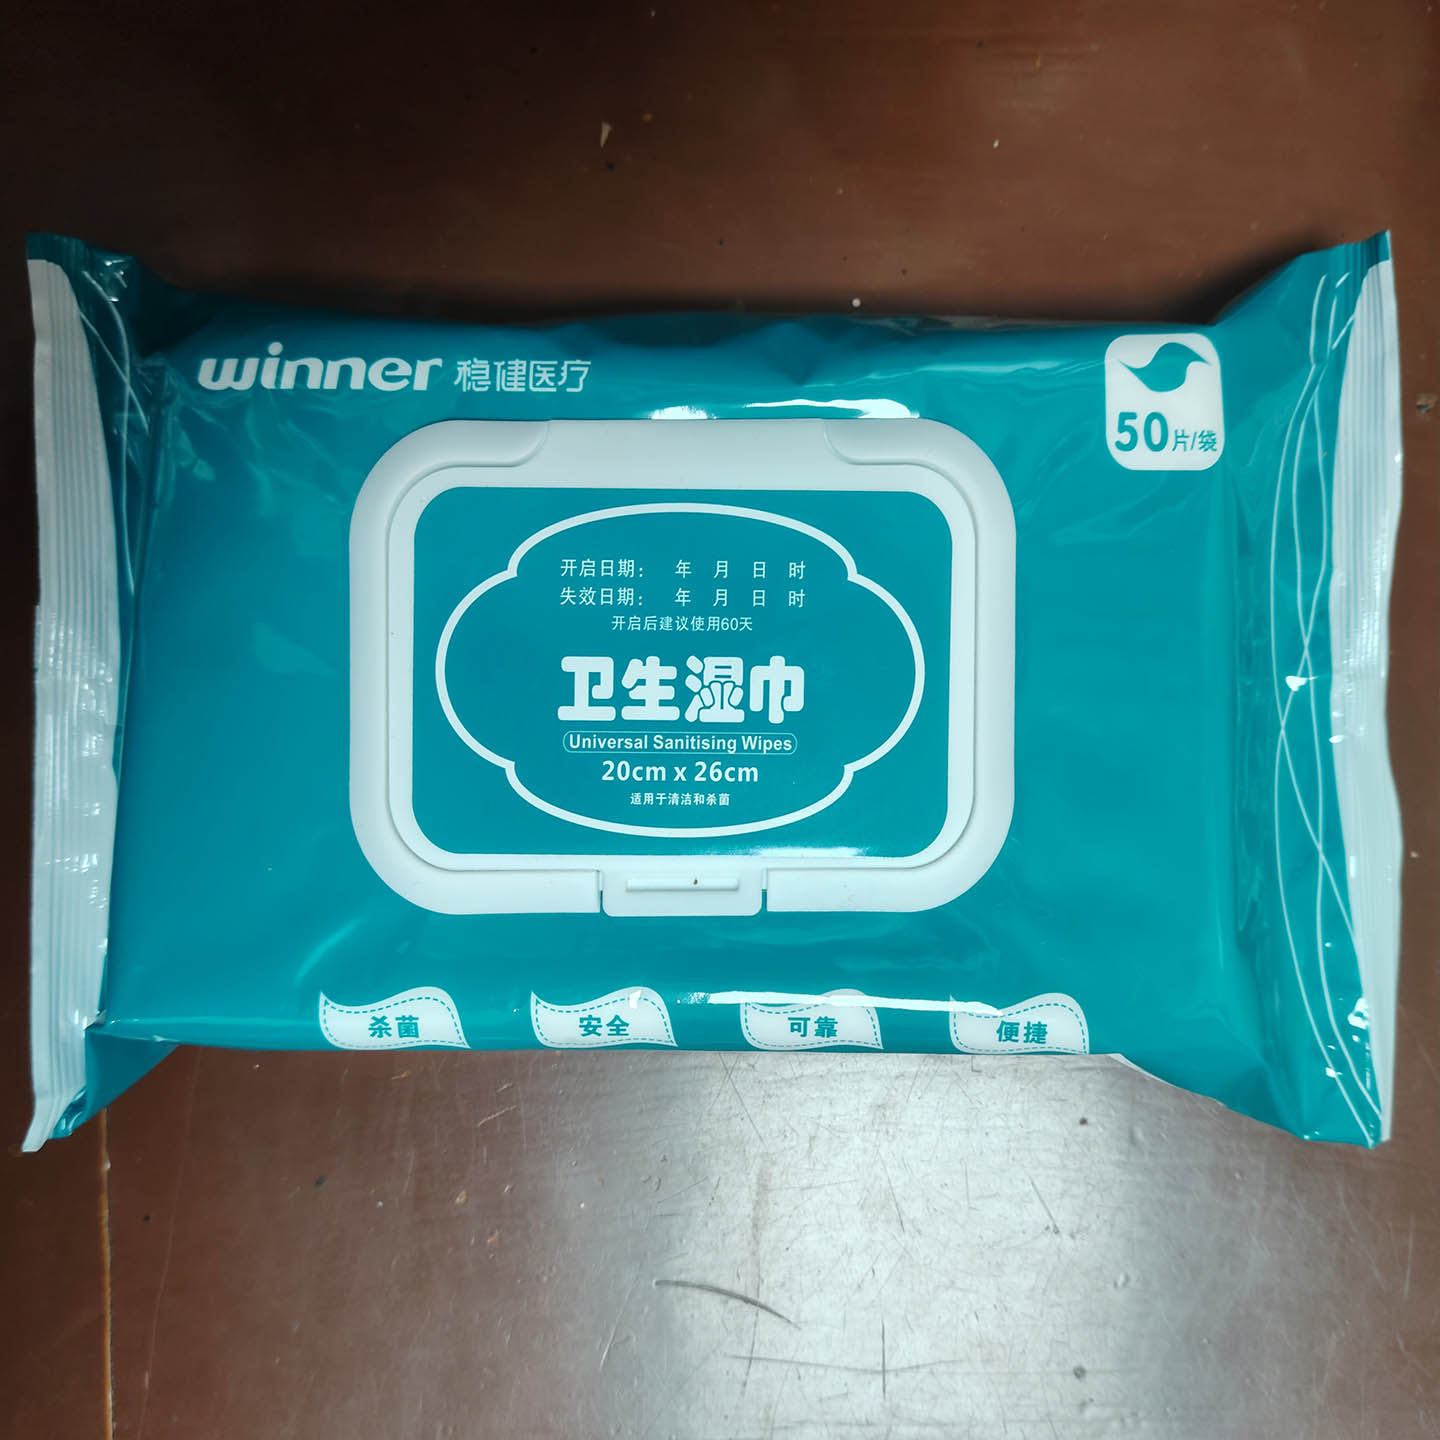 winner 稳健医疗
50片/袋
开启日期： 年 月 日 时
失效日期： 年 月 日 时
开启后建议使用60天
卫生湿巾
Universal Sanitising Wipes
20cm x 26cm
适用于清洁和杀菌
杀菌 安全 可靠 便捷